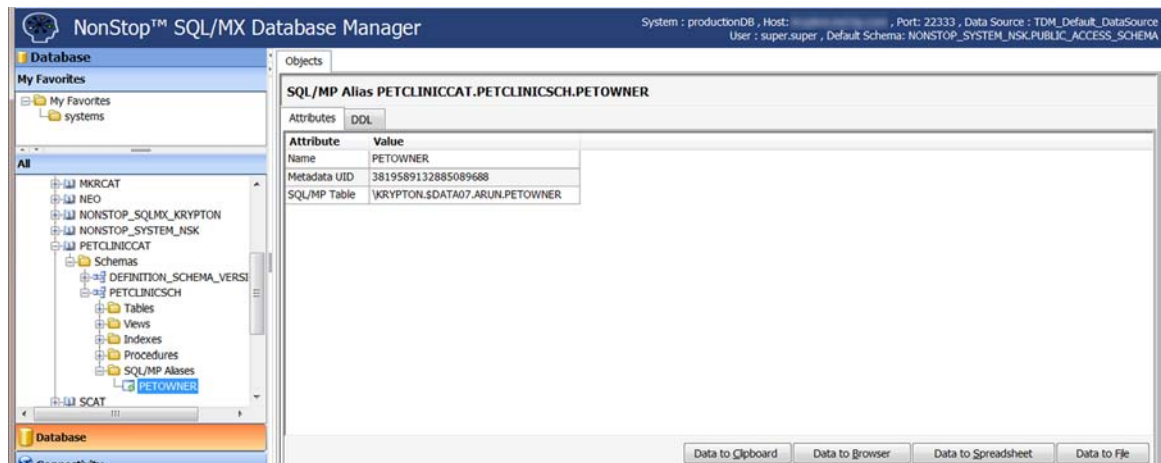 NonStop™ SQL/MX Database Manager
System : productionDB , Host: , Port: 22333 , Data Source : TDM_Default_DataSource
User : super.super , Default Schema: NONSTOP_SYSTEM_NSK.PUBLIC_ACCESS_SCHEMA
Database
My Favorites
My Favorites
systems
All
MKRCAT
NEO
NONSTOP_SQLMX_KRYPTON
NONSTOP_SYSTEM_NSK
PETCLINICCAT
Schemas
DEFINITION_SCHEMA_VERSI
PETCLINICSCH
Tables
Views
Indexes
Procedures
SQL/MP Aliases
PETOWNER
SCAT
Database
Connectivity
Objects
SQL/MP Alias PETCLINICCAT.PETCLINICSCH.PETOWNER
Attributes DDL
Attribute Value
Name PETOWNER
Metadata UID 3819589132885089688
SQL/MP Table \KRYPTON.$DATA07.ARUN.PETOWNER
Data to Clipboard Data to Browser Data to Spreadsheet Data to File